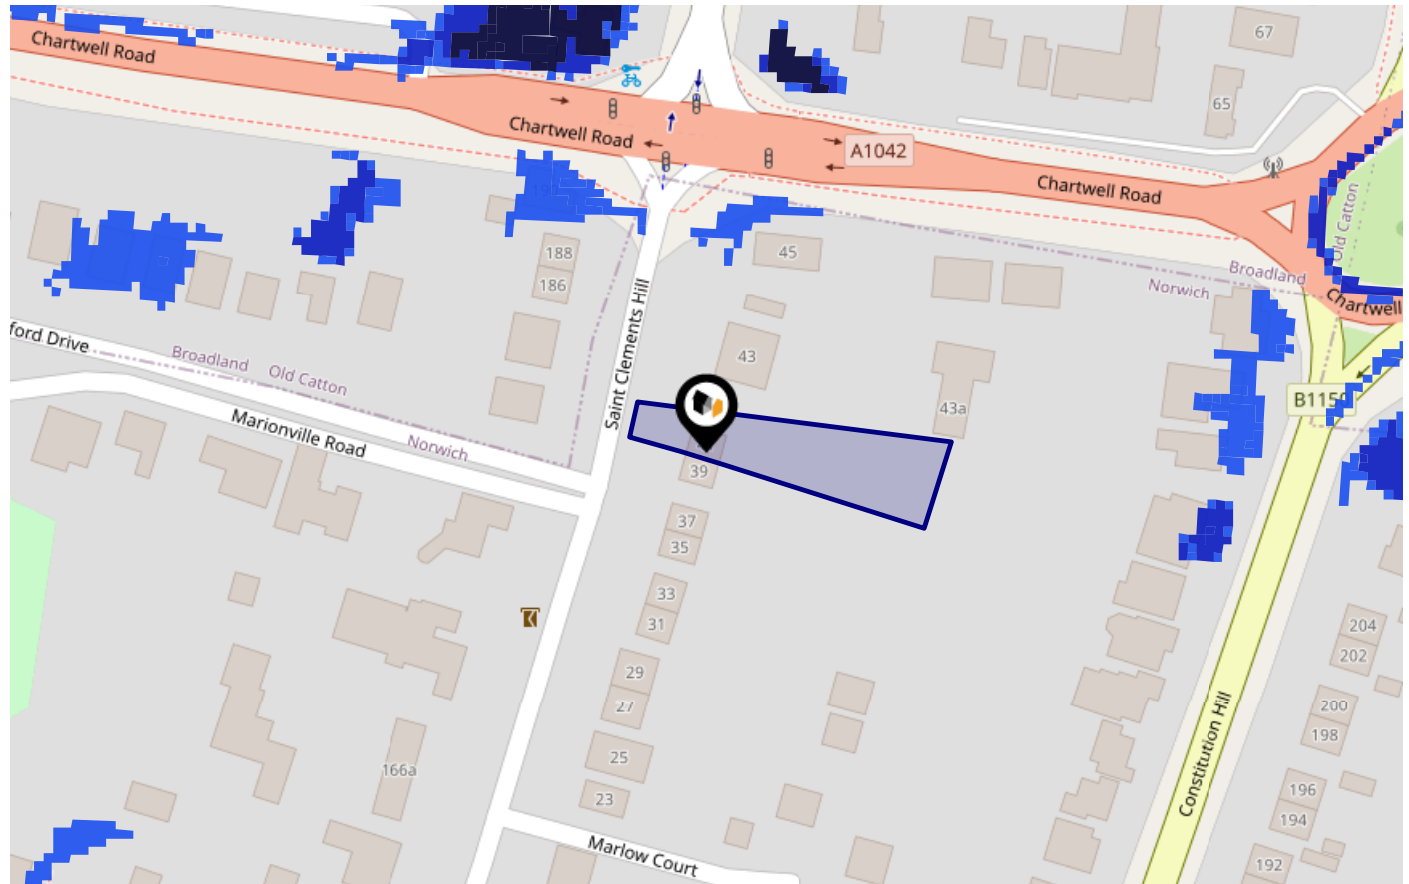 67
Chartwell Road
65
Chartwell Road
A1042
Chartwell Road
Old Catton
188
45
186
Broadland
Norwich
Chartwell
Saint Clements Hill
ford Drive
Broadland
Old Catton
43
43a
Marionville Road
Norwich
39
37
35
33
31
204
202
29
27
200
198
25
166a
23
Constitution Hill
196
194
Marlow Court
192